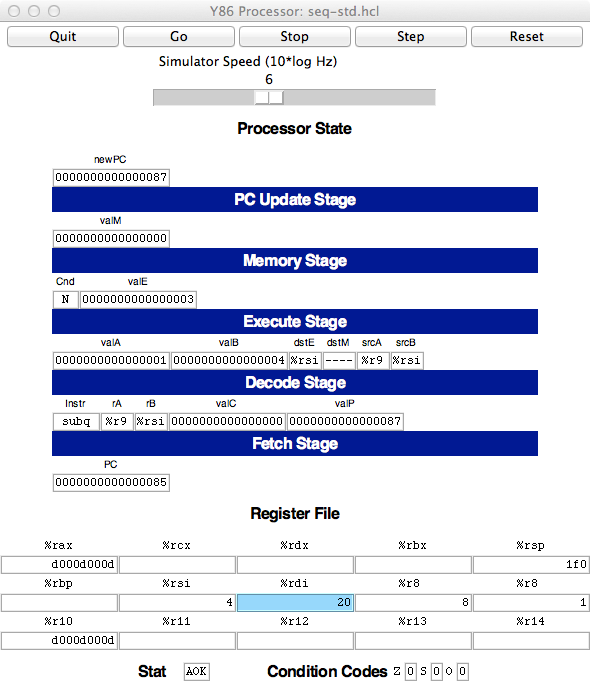 Y86 Processor: seq-std.hcl
Quit Go Stop Step Reset
Simulator Speed (10*log Hz)
6
Processor State
newPC
0000000000000087
PC Update Stage
valM
0000000000000000
Memory Stage
Cnd valE
N 0000000000000003
Execute Stage
valA valB dstE dstM srcA srcB
0000000000000001 0000000000000004 %rsi ---- %r9 %rsi
Decode Stage
Instr rA rB valC valP
subq %r9 %rsi 0000000000000000 0000000000000087
Fetch Stage
PC
0000000000000085
Register File
%rax %rcx %rdx %rbx %rsp
d000d000d 1f0
%rbp %rsi %rdi %r8 %r8
4 20 8 1
%r10 %r11 %r12 %r13 %r14
d000d000d
Stat AOK Condition Codes Z 0 S 0 O 0